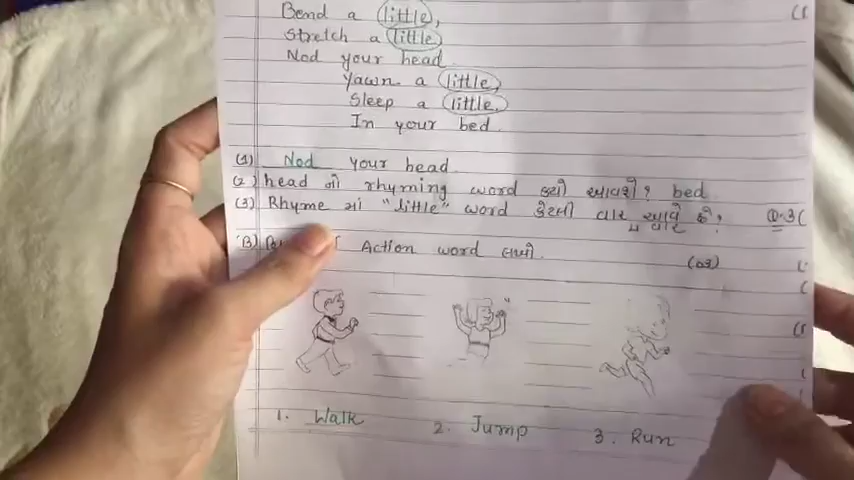 Bend a little,
Stretch a little
Nod your head
Yawn a little,
Sleep a little,
In your bed.
(1) Nod your head
(2) head નો rhyming word કયો આવશે? bed
(3) Rhyme માં "little" word કેટલી વાર આવે છે? Q-3(
4 વાર
(B) Action word લખો. (03)
1. Walk 2. Jump 3. Run